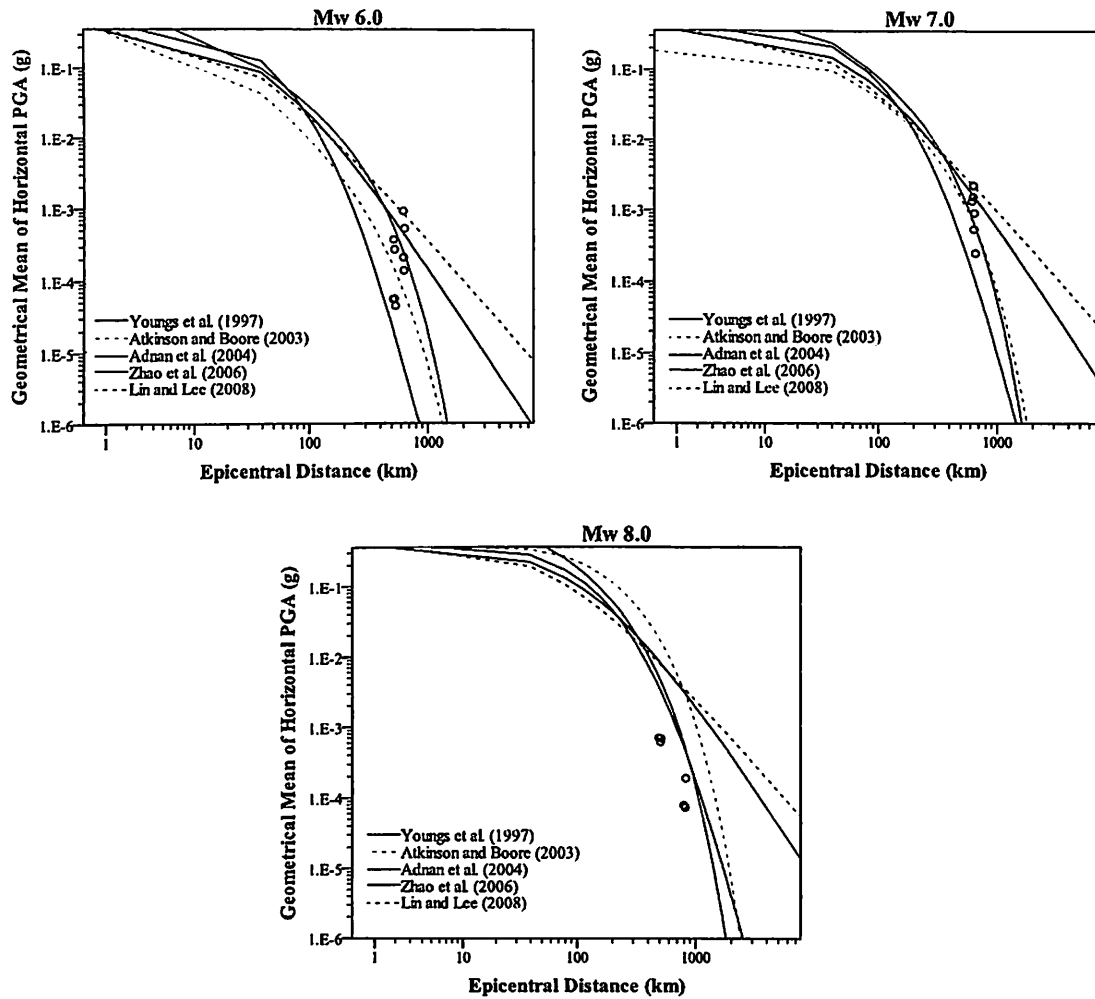 Mw 6.0
Geometrical Mean of Horizontal PGA (g)
1.E-1
1.E-2
1.E-3
1.E-4
1.E-5
1.E-6
Youngs et al. (1997)
Atkinson and Boore (2003)
Adnan et al. (2004)
Zhao et al. (2006)
Lin and Lee (2008)
1 10 100 1000
Epicentral Distance (km)
Mw 7.0
Geometrical Mean of Horizontal PGA (g)
1.E-1
1.E-2
1.E-3
1.E-4
1.E-5
1.E-6
Youngs et al. (1997)
Atkinson and Boore (2003)
Adnan et al. (2004)
Zhao et al. (2006)
Lin and Lee (2008)
1 10 100 1000
Epicentral Distance (km)
Mw 8.0
Geometrical Mean of Horizontal PGA (g)
1.E-1
1.E-2
1.E-3
1.E-4
1.E-5
1.E-6
Youngs et al. (1997)
Atkinson and Boore (2003)
Adnan et al. (2004)
Zhao et al. (2006)
Lin and Lee (2008)
1 10 100 1000
Epicentral Distance (km)